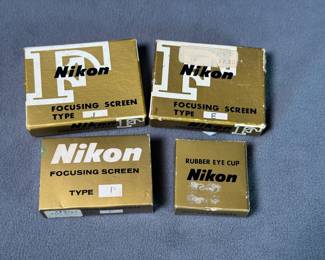 F
Nikon
FOCUSING SCREEN
TYPE J
F
Nikon
FOCUSING SCREEN
TYPE E
Nikon
FOCUSING SCREEN
TYPE P
RUBBER EYE CUP
Nikon